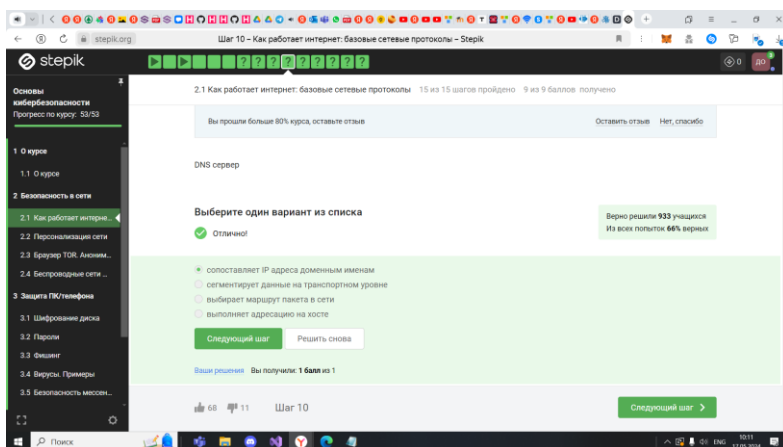 stepik.org
Шаг 10 – Как работает интернет: базовые сетевые протоколы – Stepik
stepik
0
ДО
Основы кибербезопасности
Прогресс по курсу: 53/53
2.1 Как работает интернет: базовые сетевые протоколы 15 из 15 шагов пройдено 9 из 9 баллов получено
Вы прошли больше 80% курса, оставьте отзыв
Оставить отзыв Нет, спасибо
1 О курсе
1.1 О курсе
2 Безопасность в сети
2.1 Как работает интерне...
2.2 Персонализация сети
2.3 Браузер TOR. Аноним...
2.4 Беспроводные сети ...
3 Защита ПК/телефона
3.1 Шифрование диска
3.2 Пароли
3.3 Фишинг
3.4 Вирусы. Примеры
3.5 Безопасность мессен...
DNS сервер
Выберите один вариант из списка
Отлично!
Верно решили 933 учащихся
Из всех попыток 66% верных
сопоставляет IP адреса доменным именам
сегментирует данные на транспортном уровне
выбирает маршрут пакета в сети
выполняет адресацию на хосте
Следующий шаг Решить снова
Ваши решения Вы получили: 1 балл из 1
68 11 Шаг 10
Следующий шаг
Поиск
ENG
10:11
17.05.2024